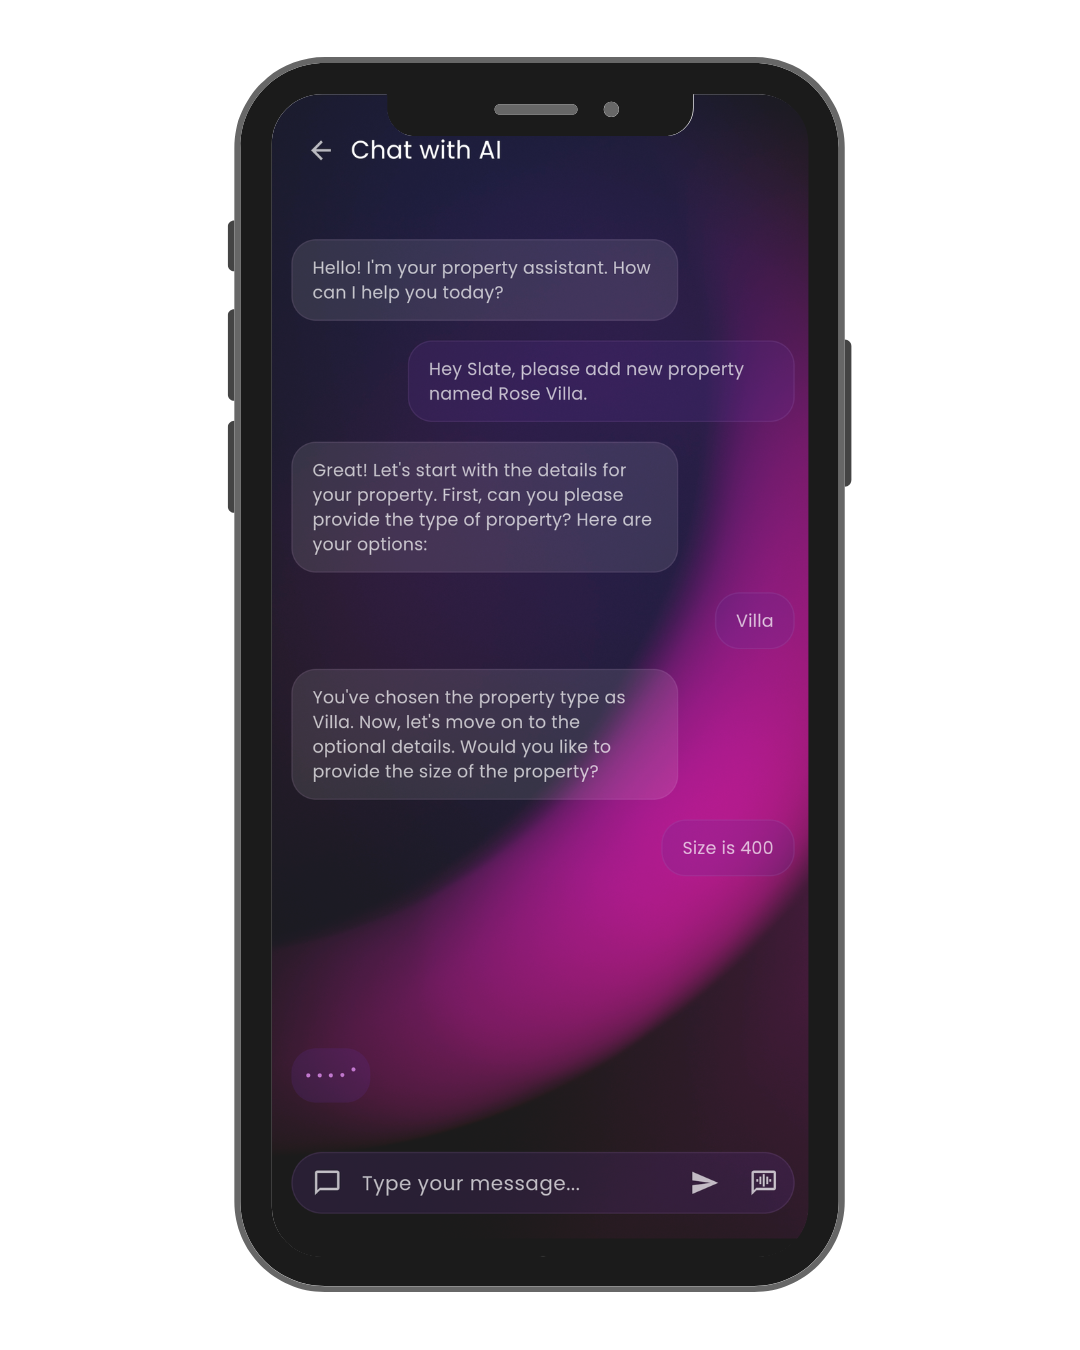 Chat with AI
Hello! I'm your property assistant. How
can I help you today?
Hey Slate, please add new property
named Rose Villa.
Great! Let's start with the details for
your property. First, can you please
provide the type of property? Here are
your options:
Villa
You've chosen the property type as
Villa. Now, let's move on to the
optional details. Would you like to
provide the size of the property?
Size is 400
Type your message...